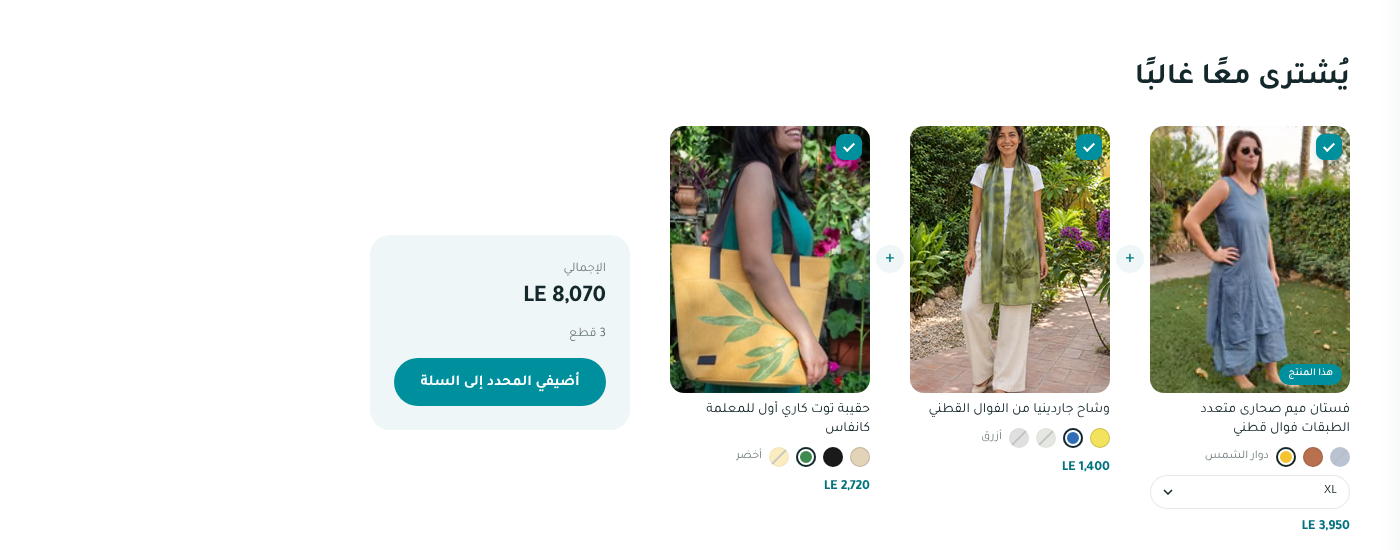 يُشترى معًا غالبًا
هذا المنتج
فستان ميم صحارى متعدد
الطبقات فوال قطني
دوار الشمس
XL
LE 3,950
+
وشاح جاردينيا من الفوال القطني
أزرق
LE 1,400
+
حقيبة توت كاري أول للمعلمة
كانفاس
أخضر
LE 2,720
الإجمالي
LE 8,070
3 قطع
أضيفي المحدد إلى السلة